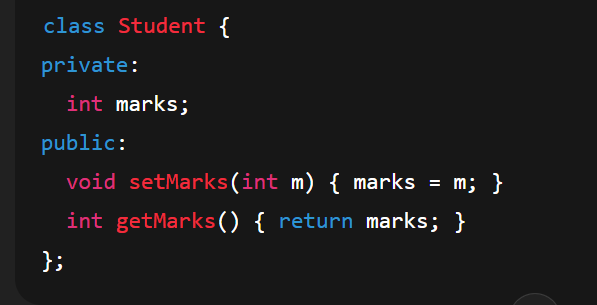 class Student {
private:
  int marks;
public:
  void setMarks(int m) { marks = m; }
  int getMarks() { return marks; }
};